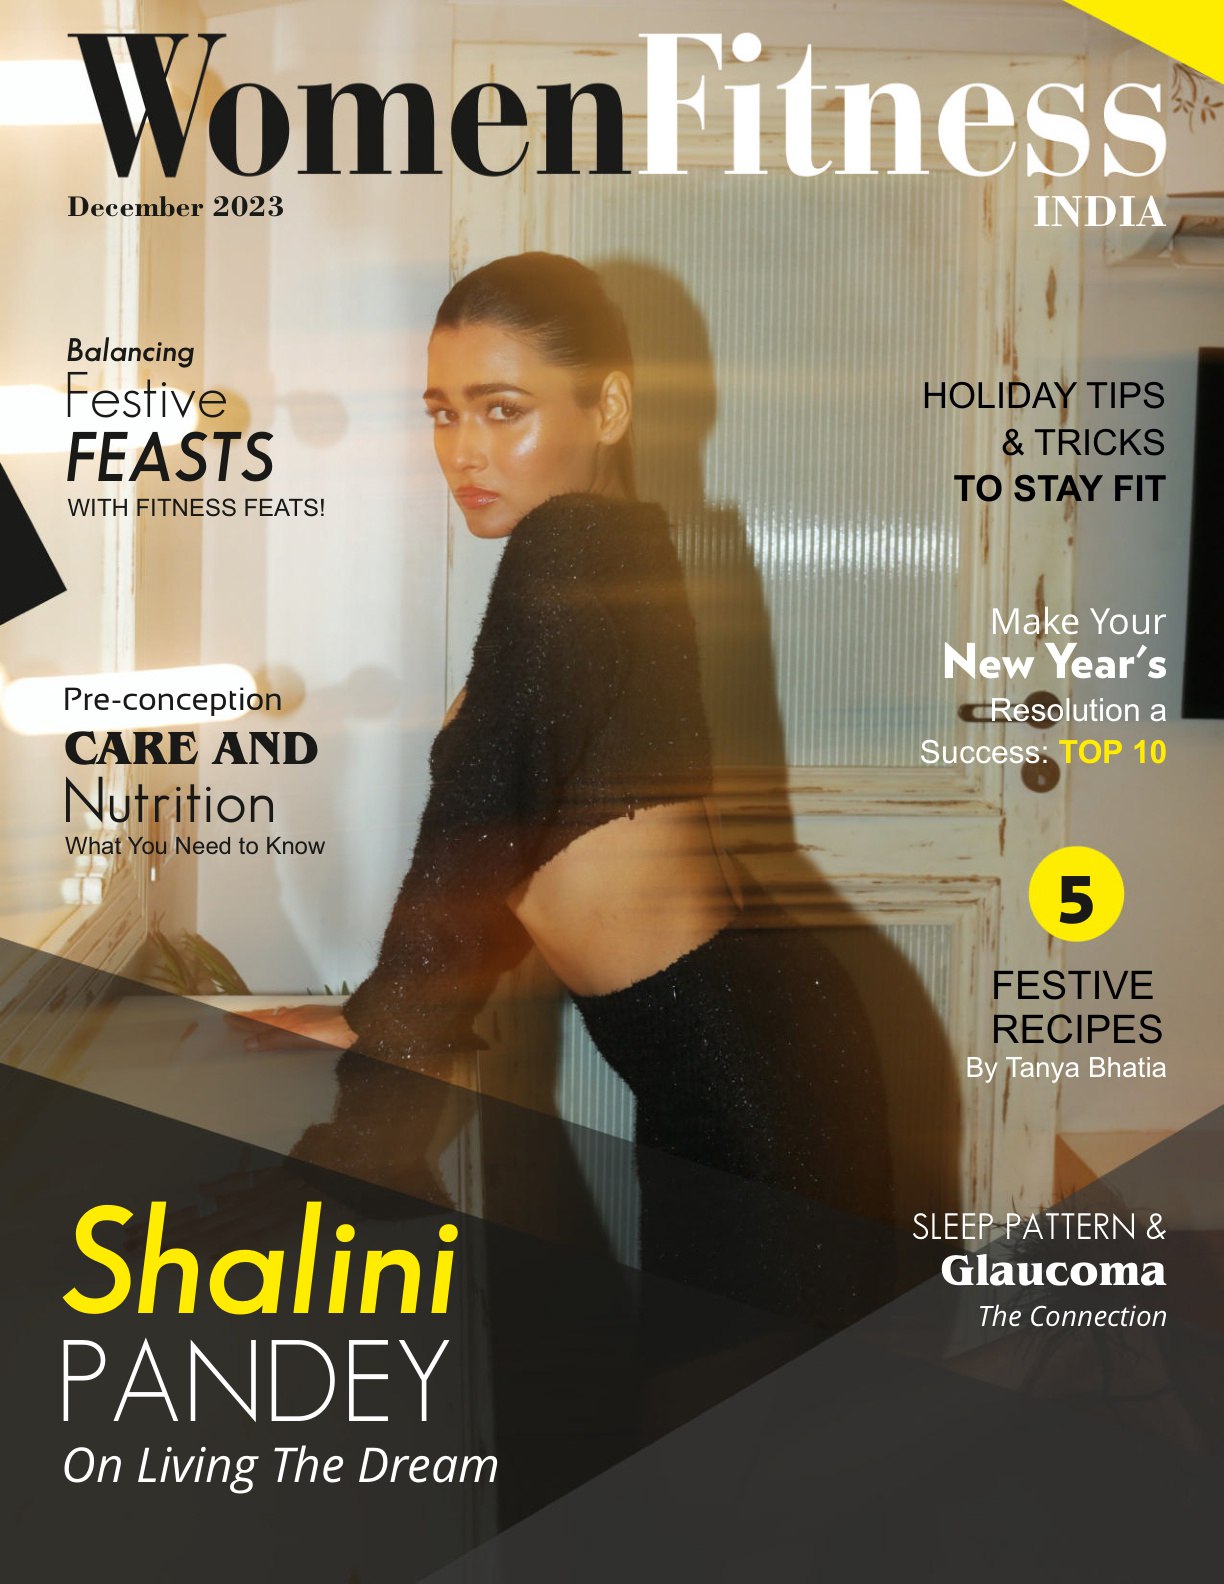 WomenFitness
December 2023
INDIA
Balancing
Festive
FEASTS
WITH FITNESS FEATS!
Pre-conception
CARE AND
Nutrition
What You Need to Know
HOLIDAY TIPS
& TRICKS
TO STAY FIT
Make Your
New Year's
Resolution a
Success: TOP 10
5
FESTIVE
RECIPES
By Tanya Bhatia
SLEEP PATTERN &
Glaucoma
The Connection
Shalini
PANDEY
On Living The Dream